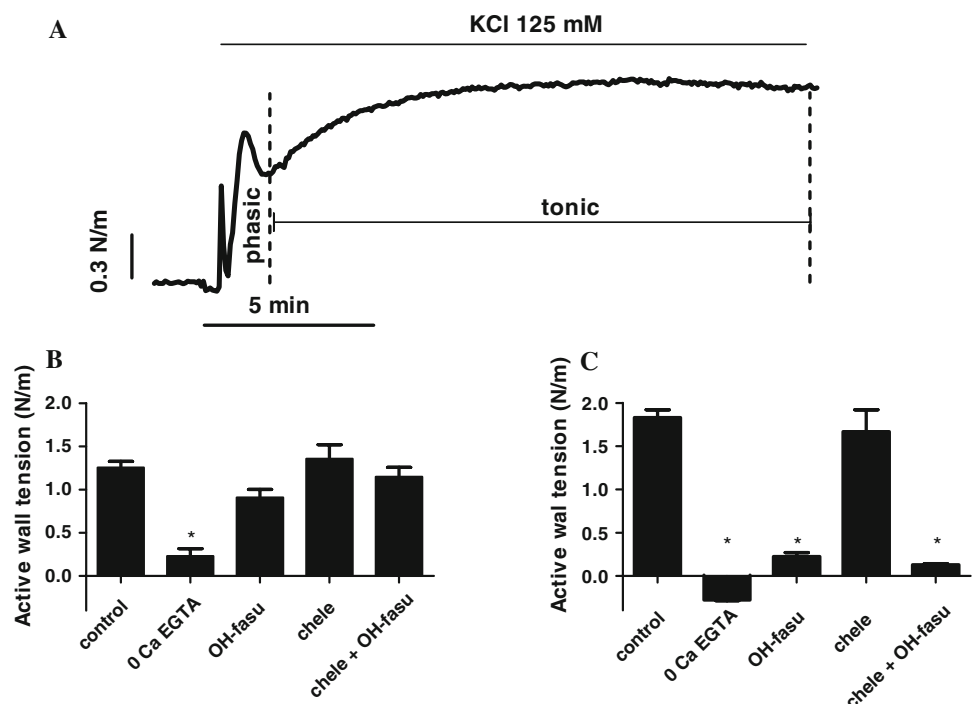 A
KCl 125 mM
0.3 N/m
phasic
tonic
5 min
B
Active wall tension (N/m)
2.0
1.5
1.0
0.5
0.0
*
control
0 Ca EGTA
OH-fasu
chele
chele + OH-fasu
C
Active wal tension (N/m)
2.0
1.5
1.0
0.5
0.0
* * *
control
0 Ca EGTA
OH-fasu
chele
chele + OH-fasu